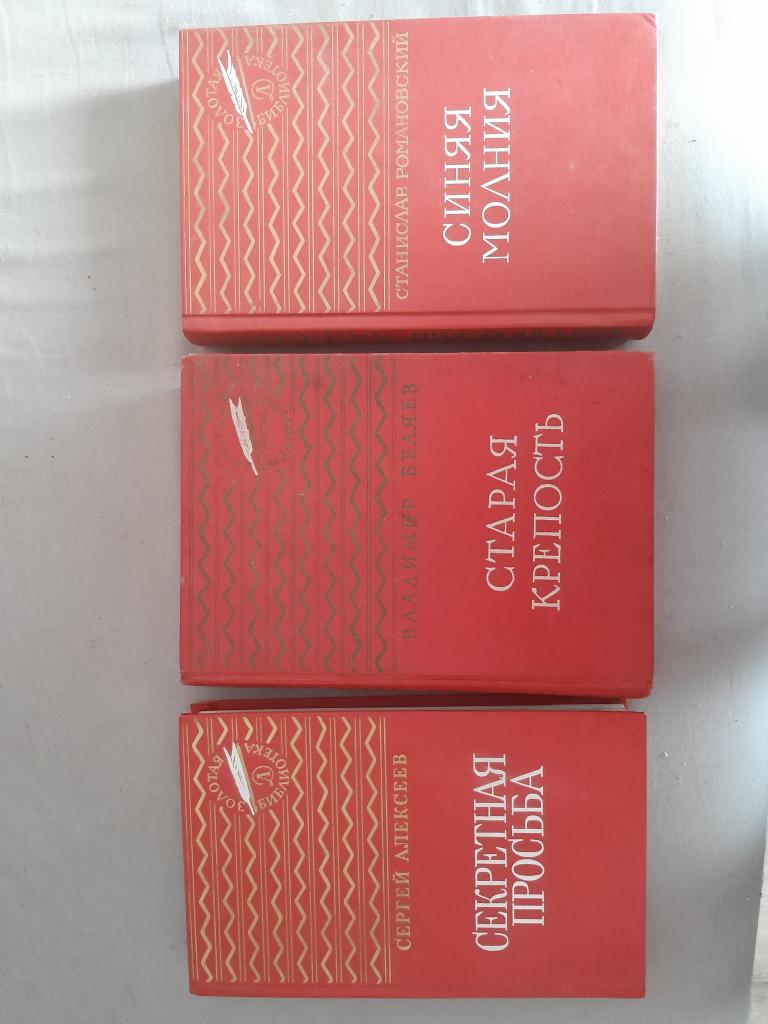 ЗОЛОТАЯ
БИБЛИОТЕКА
СТАНИСЛАВ РОМАНОВСКИЙ
СИНЯЯ
МОЛНИЯ
ВЛАДИМИР БЕЛЯЕВ
СТАРАЯ
КРЕПОСТЬ
ЗОЛОТАЯ
БИБЛИОТЕКА
СЕРГЕЙ АЛЕКСЕЕВ
СЕКРЕТНАЯ
ПРОСЬБА